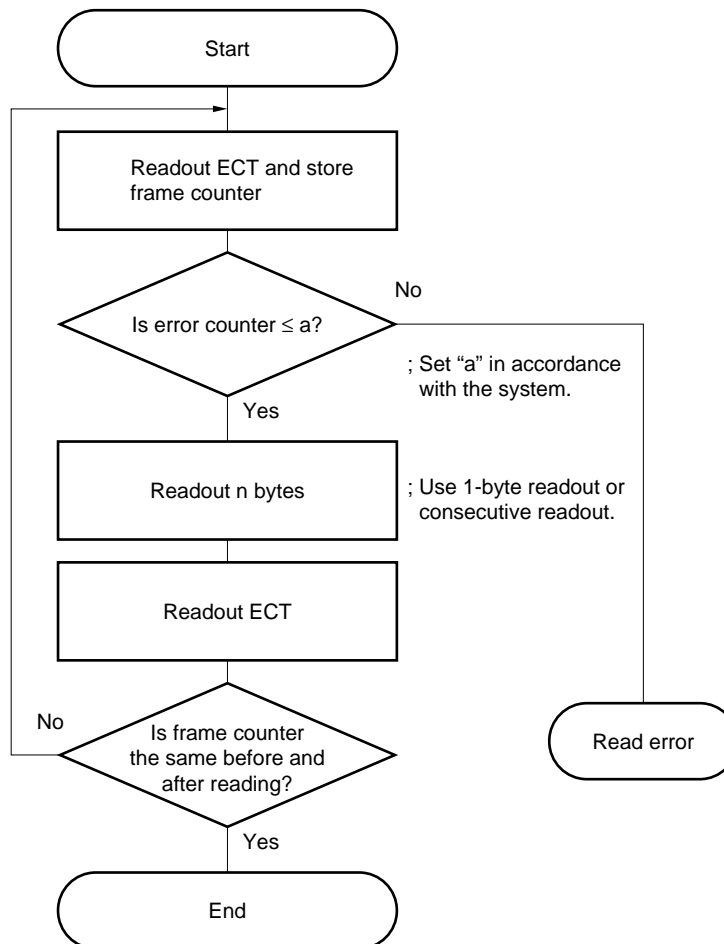 Start
Readout ECT and store
frame counter
No
Is error counter ≤ a?
; Set “a” in accordance
with the system.
Yes
Readout n bytes
; Use 1-byte readout or
consecutive readout.
Readout ECT
No
Is frame counter
the same before and
after reading?
Read error
Yes
End